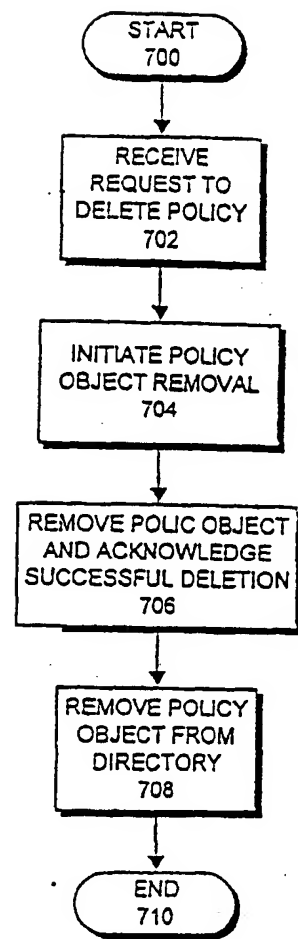 START
700
RECEIVE
REQUEST TO
DELETE POLICY
702
INITIATE POLICY
OBJECT REMOVAL
704
REMOVE POLIC OBJECT
AND ACKNOWLEDGE
SUCCESSFUL DELETION
706
REMOVE POLICY
OBJECT FROM
DIRECTORY
708
END
710